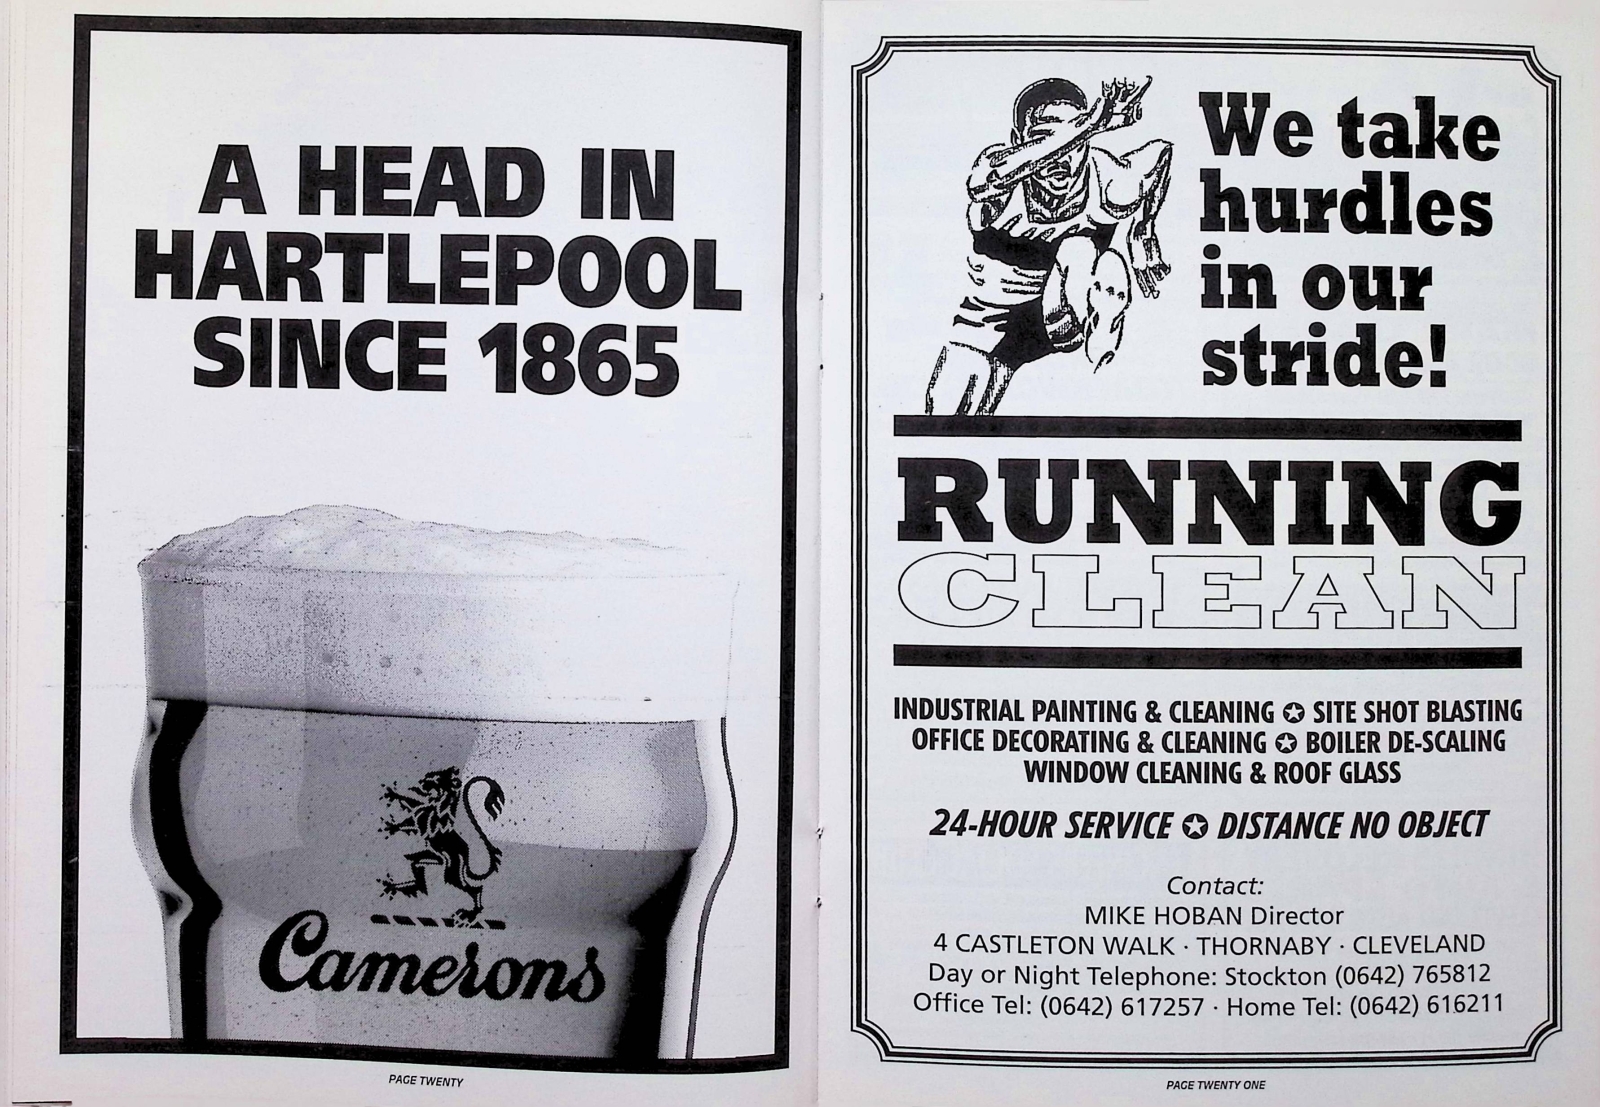 A HEAD IN
HARTLEPOOL
SINCE 1865
Camerons
PAGE TWENTY
We take
hurdles
in our
stride!
RUNNING
CLEAN
INDUSTRIAL PAINTING & CLEANING ✪ SITE SHOT BLASTING
OFFICE DECORATING & CLEANING ✪ BOILER DE-SCALING
WINDOW CLEANING & ROOF GLASS
24-HOUR SERVICE ✪ DISTANCE NO OBJECT
Contact:
MIKE HOBAN Director
4 CASTLETON WALK · THORNABY · CLEVELAND
Day or Night Telephone: Stockton (0642) 765812
Office Tel: (0642) 617257 · Home Tel: (0642) 616211
PAGE TWENTY ONE